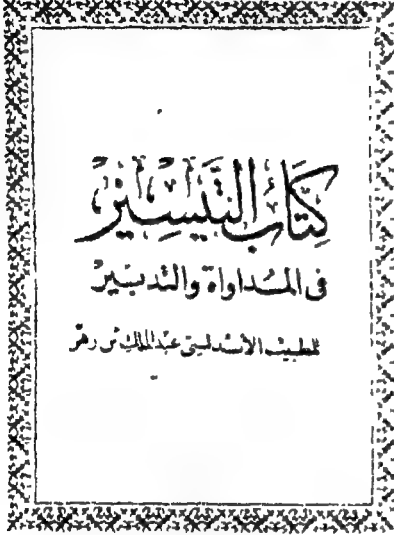 كتاب التيسير
في المداواة والتدبير
للطبيب الأندلسي عبد الملك بن زهر